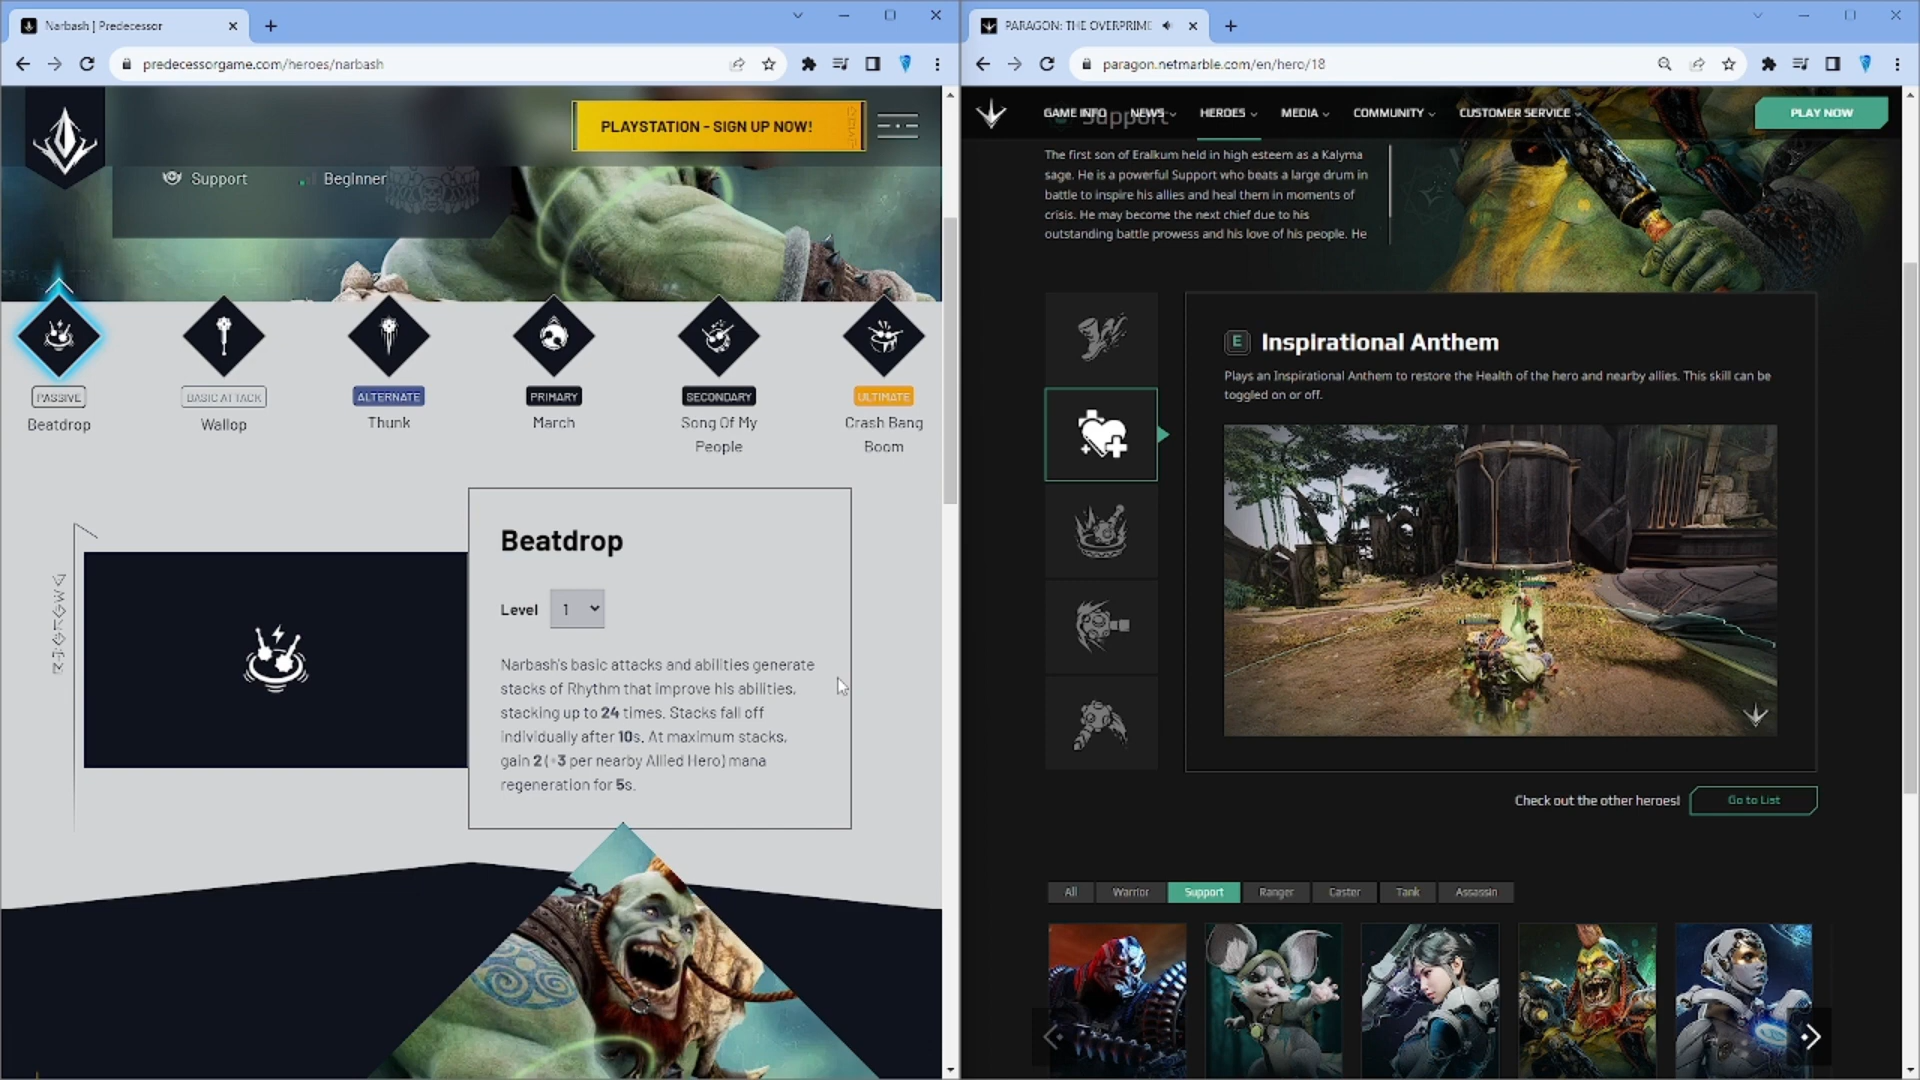 Narbash | Predecessor
predecessorgame.com/heroes/narbash
PLAYSTATION - SIGN UP NOW!
Support
Beginner
PASSIVE
Beatdrop
BASIC ATTACK
Wallop
ALTERNATE
Thunk
PRIMARY
March
SECONDARY
Song Of My
People
ULTIMATE
Crash Bang
Boom
Beatdrop
Level 1
Narbash's basic attacks and abilities generate
stacks of Rhythm that improve his abilities,
stacking up to 24 times. Stacks fall off
individually after 10s. At maximum stacks,
gain 2 (+3 per nearby Allied Hero) mana
regeneration for 5s.
PARAGON: THE OVERPRIME
paragon.netmarble.com/en/hero/18
GAME INFO NEWS HEROES MEDIA COMMUNITY CUSTOMER SERVICE
PLAY NOW
Support
The first son of Eralkum held in high esteem as a Kalyma
sage. He is a powerful Support who beats a large drum in
battle to inspire his allies and heal them in moments of
crisis. He may become the next chief due to his
outstanding battle prowess and his love of his people. He
E Inspirational Anthem
Plays an Inspirational Anthem to restore the Health of the hero and nearby allies. This skill can be
toggled on or off.
Check out the other heroes!
Go to List
All Warrior Support Ranger Caster Tank Assassin